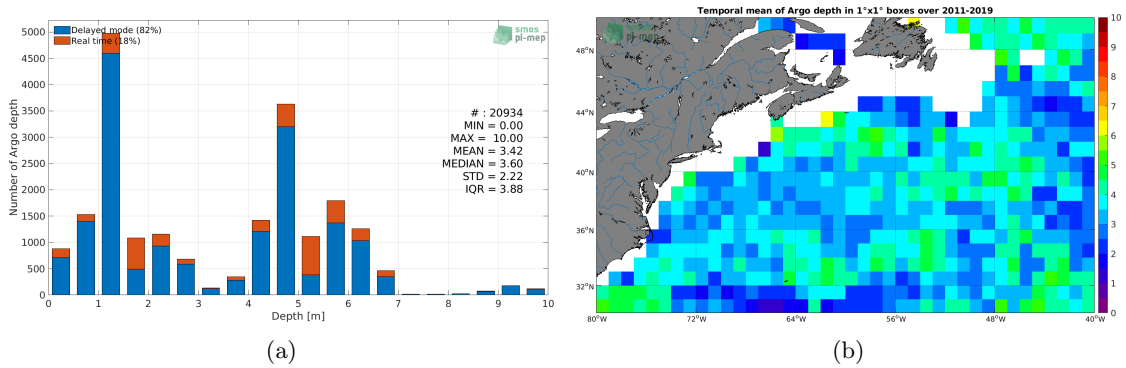 Delayed mode (82%)
Real time (18%)
smos
pi-mep
# : 20934
MIN = 0.00
MAX = 10.00
MEAN = 3.42
MEDIAN = 3.60
STD = 2.22
IQR = 3.88
Number of Argo depth
5000
4500
4000
3500
3000
2500
2000
1500
1000
500
0
0 1 2 3 4 5 6 7 8 9 10
Depth [m]
(a)
Temporal mean of Argo depth in 1°x1° boxes over 2011-2019
smos
pi-mep
48°N
44°N
40°N
36°N
32°N
80°W 72°W 64°W 56°W 48°W 40°W
10
9
8
7
6
5
4
3
2
1
0
(b)